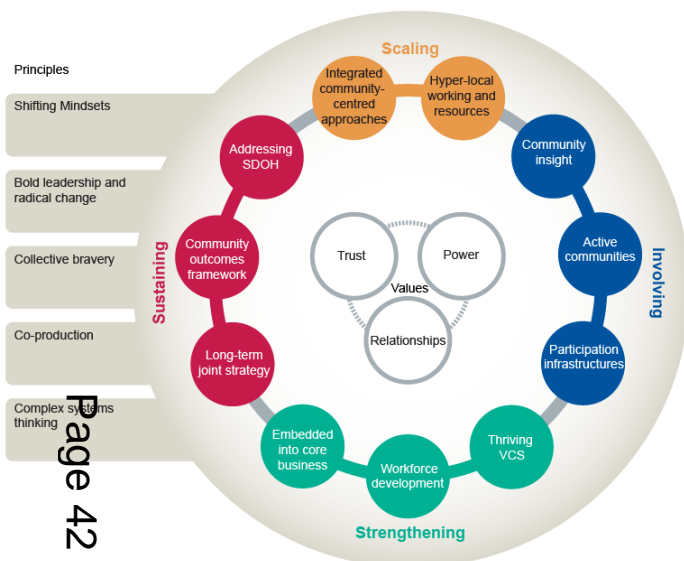 Principles
Shifting Mindsets
Bold leadership and
radical change
Collective bravery
Co-production
Complex systems
thinking
Page 42
Scaling
Integrated
community-
centred
approaches
Hyper-local
working and
resources
Involving
Community
insight
Active
communities
Participation
infrastructures
Strengthening
Thriving
VCS
Workforce
development
Embedded
into core
business
Sustaining
Long-term
joint strategy
Community
outcomes
framework
Addressing
SDOH
Values
Trust
Power
Relationships